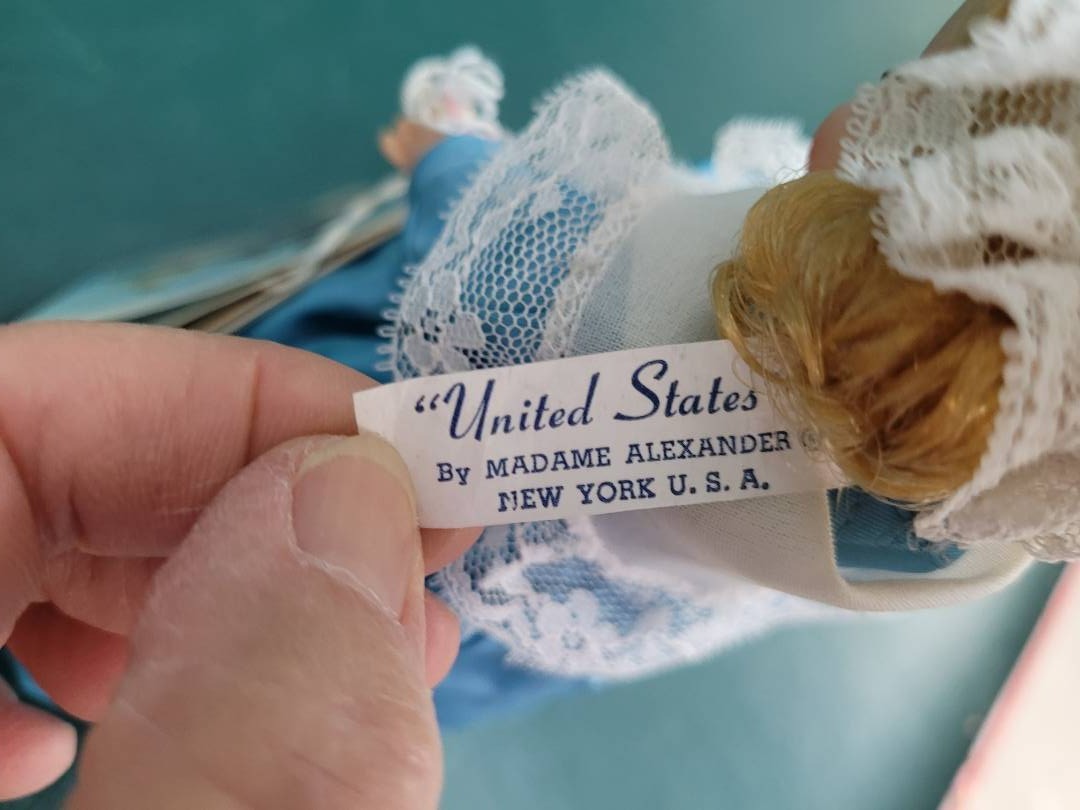 “United States
By MADAME ALEXANDER ®
NEW YORK U.S.A.